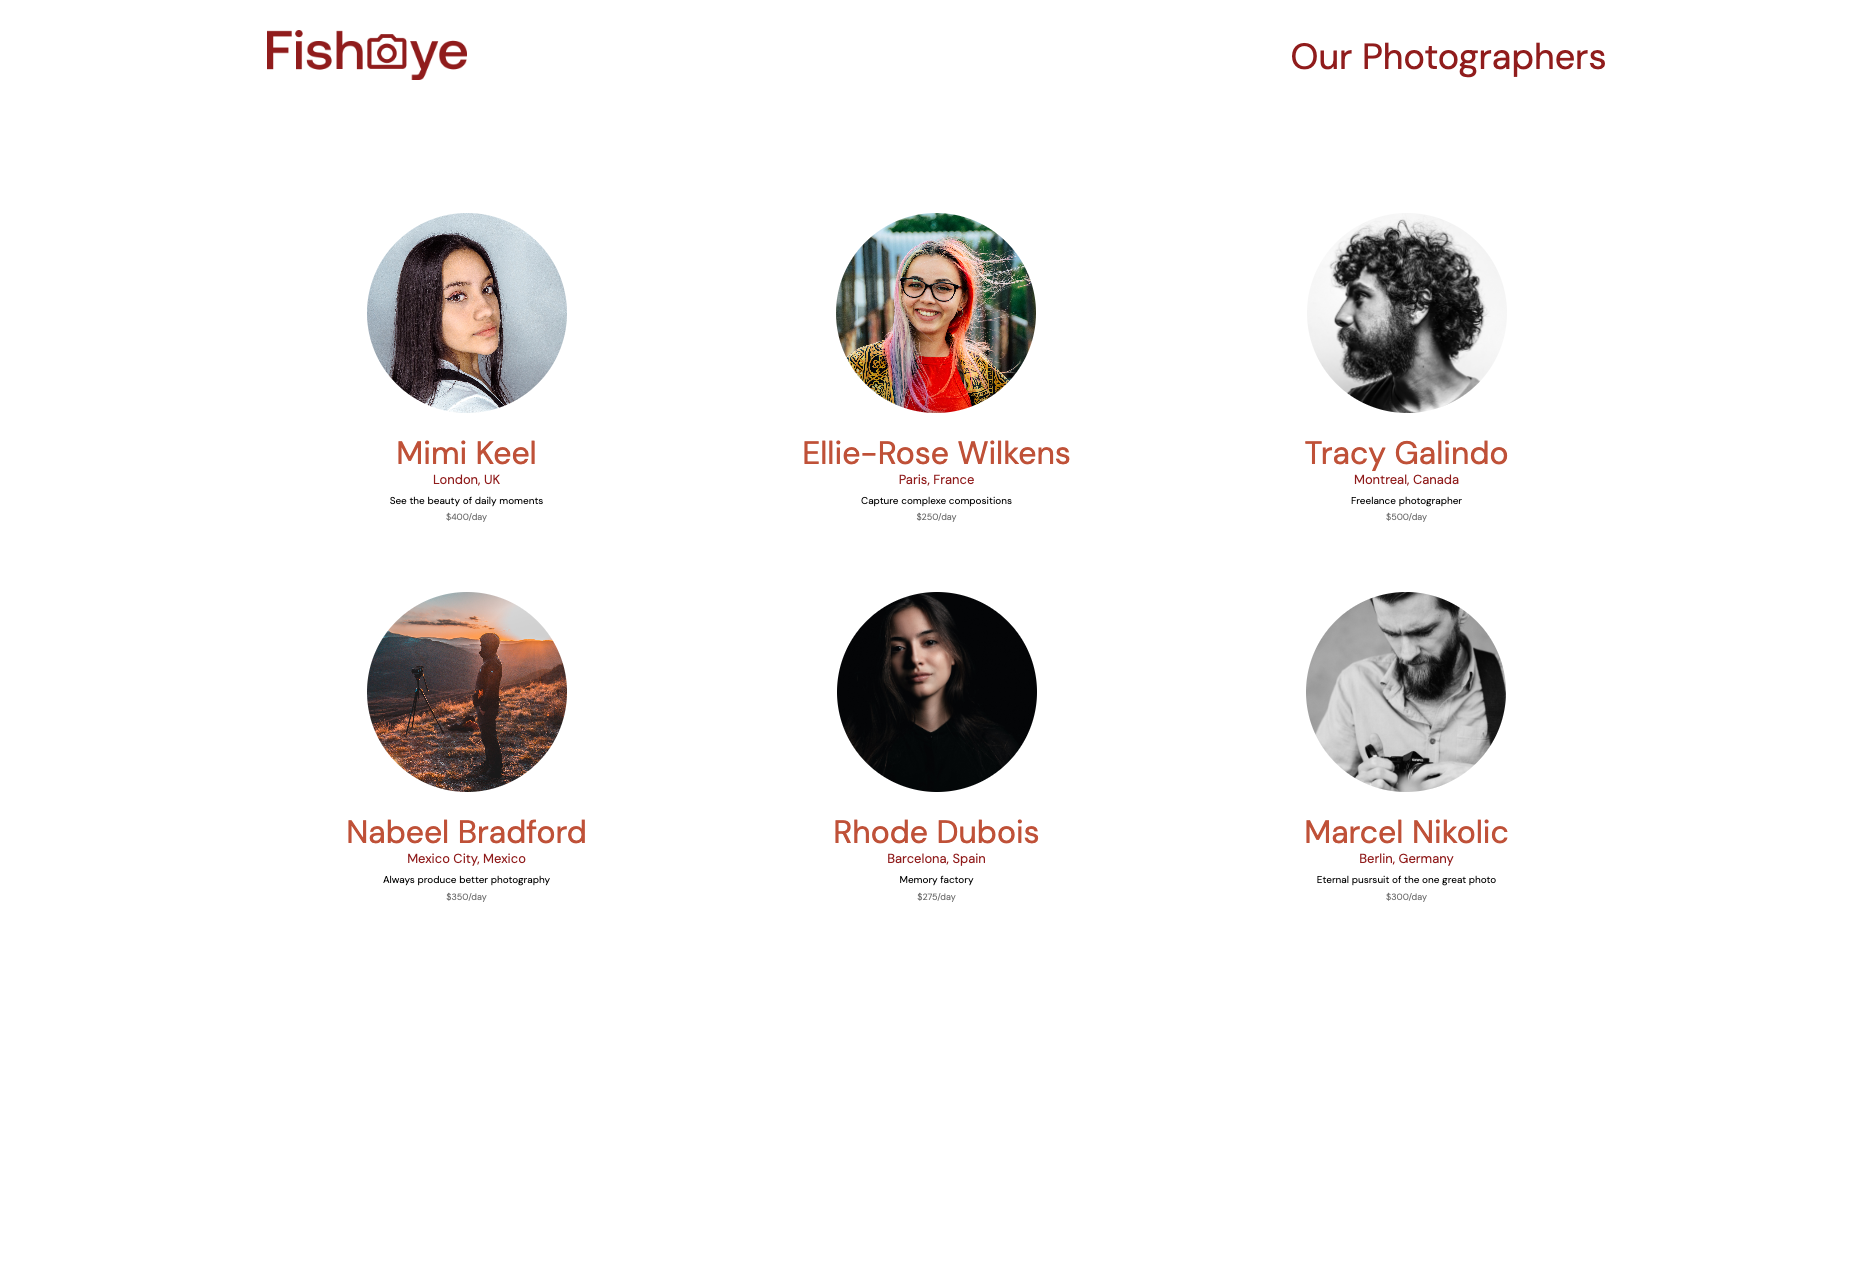 Fisheye
Our Photographers
Mimi Keel
London, UK
See the beauty of daily moments
$400/day
Ellie-Rose Wilkens
Paris, France
Capture complexe compositions
$250/day
Tracy Galindo
Montreal, Canada
Freelance photographer
$500/day
Nabeel Bradford
Mexico City, Mexico
Always produce better photography
$350/day
Rhode Dubois
Barcelona, Spain
Memory factory
$275/day
Marcel Nikolic
Berlin, Germany
Eternal pusrsuit of the one great photo
$300/day